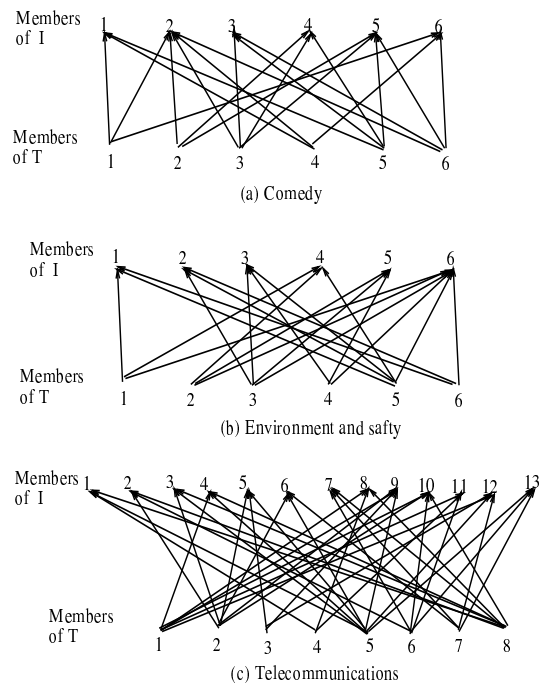 Members
of I
1 2 3 4 5 6
Members
of T
1 2 3 4 5 6
(a) Comedy
Members
of I
1 2 3 4 5 6
Members
of T
1 2 3 4 5 6
(b) Environment and safty
Members
of I
1 2 3 4 5 6 7 8 9 10 11 12 13
Members
of T
1 2 3 4 5 6 7 8
(c) Telecommunications